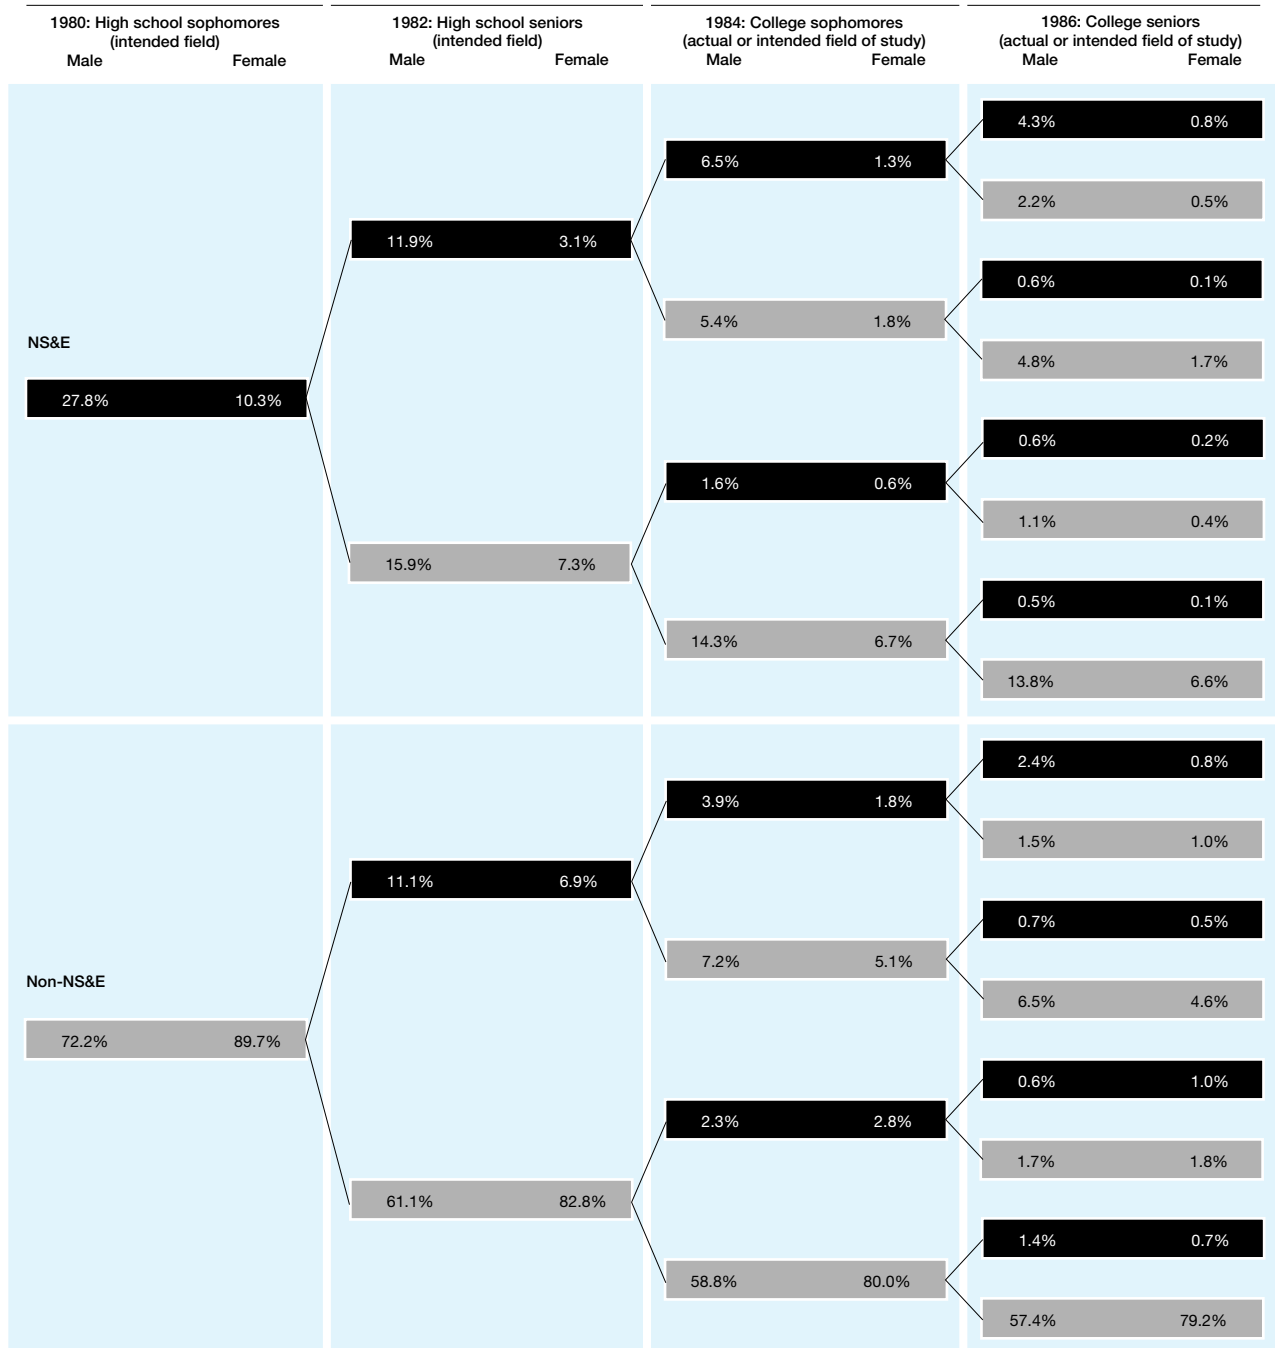 1980: High school sophomores
(intended field)
Male Female
1982: High school seniors
(intended field)
Male Female
1984: College sophomores
(actual or intended field of study)
Male Female
1986: College seniors
(actual or intended field of study)
Male Female
NS&E
27.8% 10.3%
11.9% 3.1%
15.9% 7.3%
6.5% 1.3%
5.4% 1.8%
1.6% 0.6%
14.3% 6.7%
4.3% 0.8%
2.2% 0.5%
0.6% 0.1%
4.8% 1.7%
0.6% 0.2%
1.1% 0.4%
0.5% 0.1%
13.8% 6.6%
Non-NS&E
72.2% 89.7%
11.1% 6.9%
61.1% 82.8%
3.9% 1.8%
7.2% 5.1%
2.3% 2.8%
58.8% 80.0%
2.4% 0.8%
1.5% 1.0%
0.7% 0.5%
6.5% 4.6%
0.6% 1.0%
1.7% 1.8%
1.4% 0.7%
57.4% 79.2%